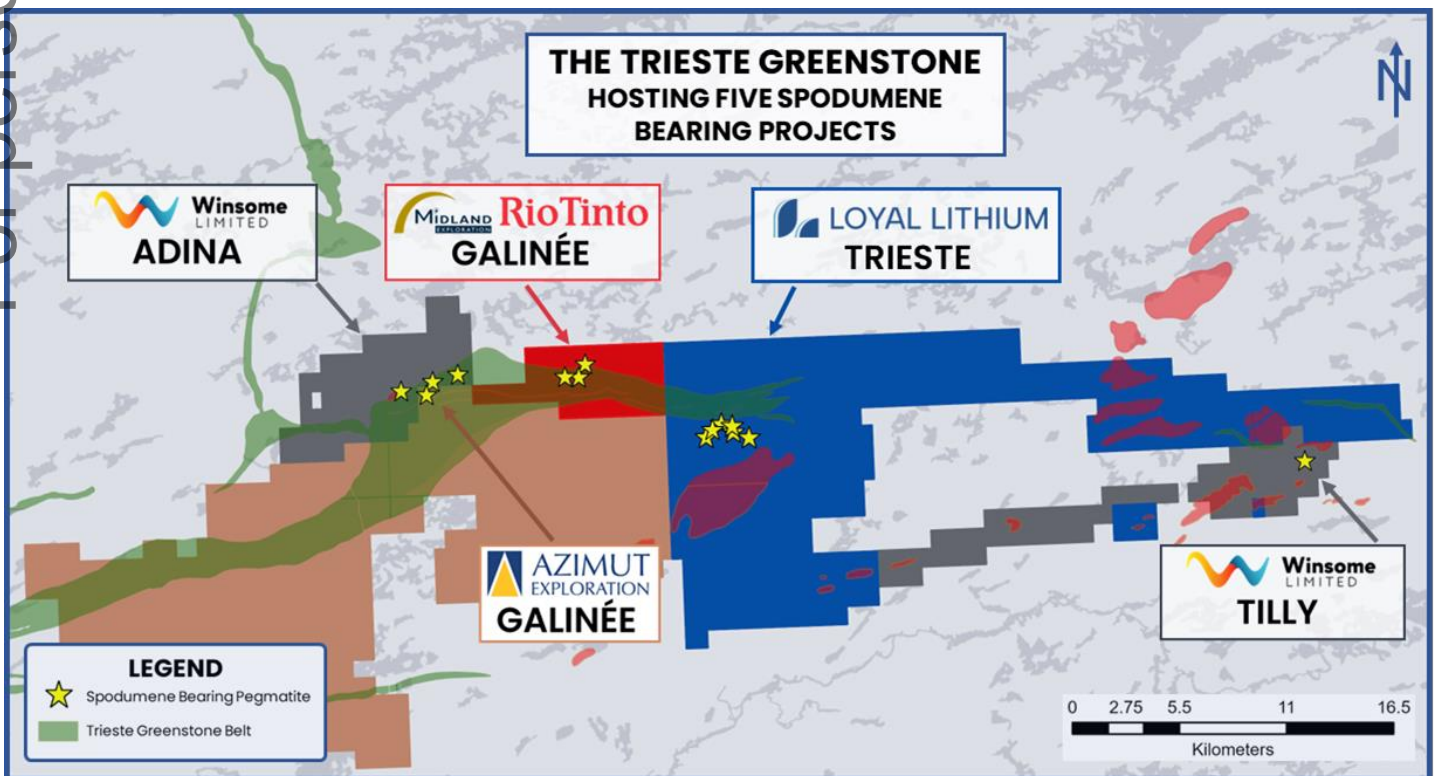 THE TRIESTE GREENSTONE
HOSTING FIVE SPODUMENE
BEARING PROJECTS
N
Winsome
LIMITED
ADINA
MIDLAND
EXPLORATION
RioTinto
GALINÉE
LOYAL LITHIUM
TRIESTE
AZIMUT
EXPLORATION
GALINÉE
Winsome
LIMITED
TILLY
LEGEND
Spodumene Bearing Pegmatite
Trieste Greenstone Belt
0 2.75 5.5 11 16.5
Kilometers